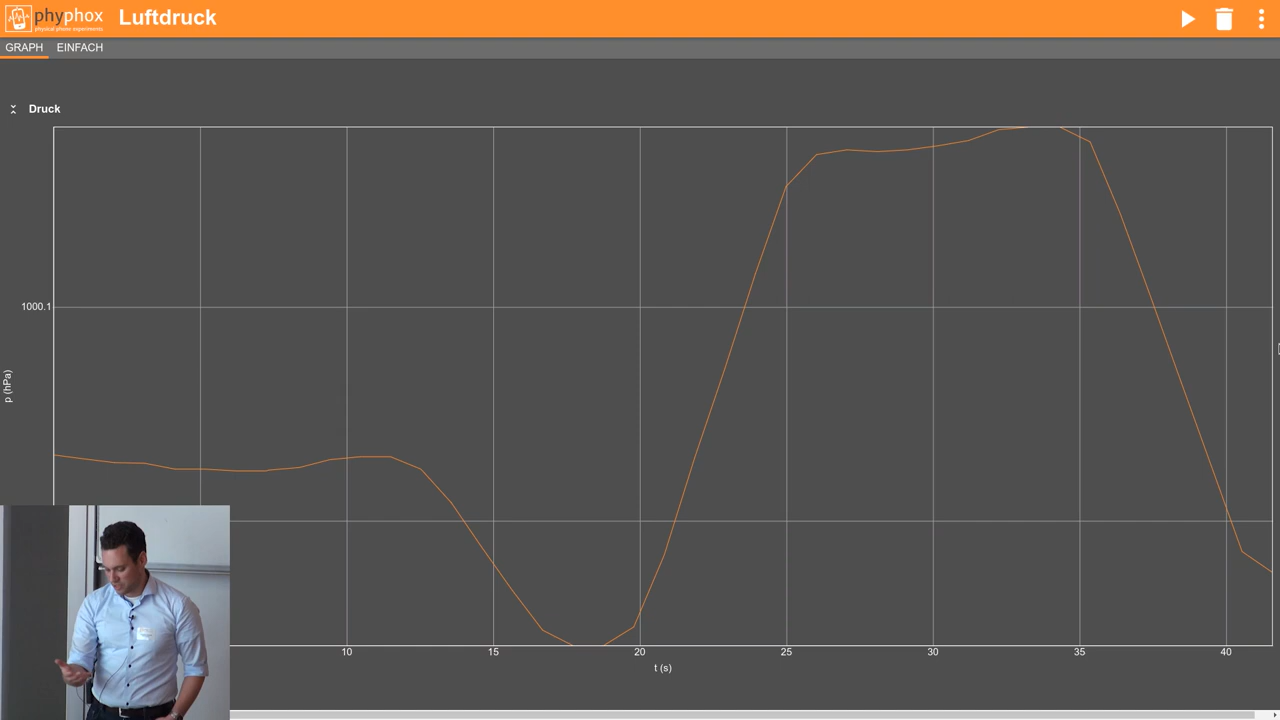 phyphox
physical phone experiments
Luftdruck
GRAPH EINFACH
Druck
1000.1
p (hPa)
10 15 20 25 30 35 40
t (s)